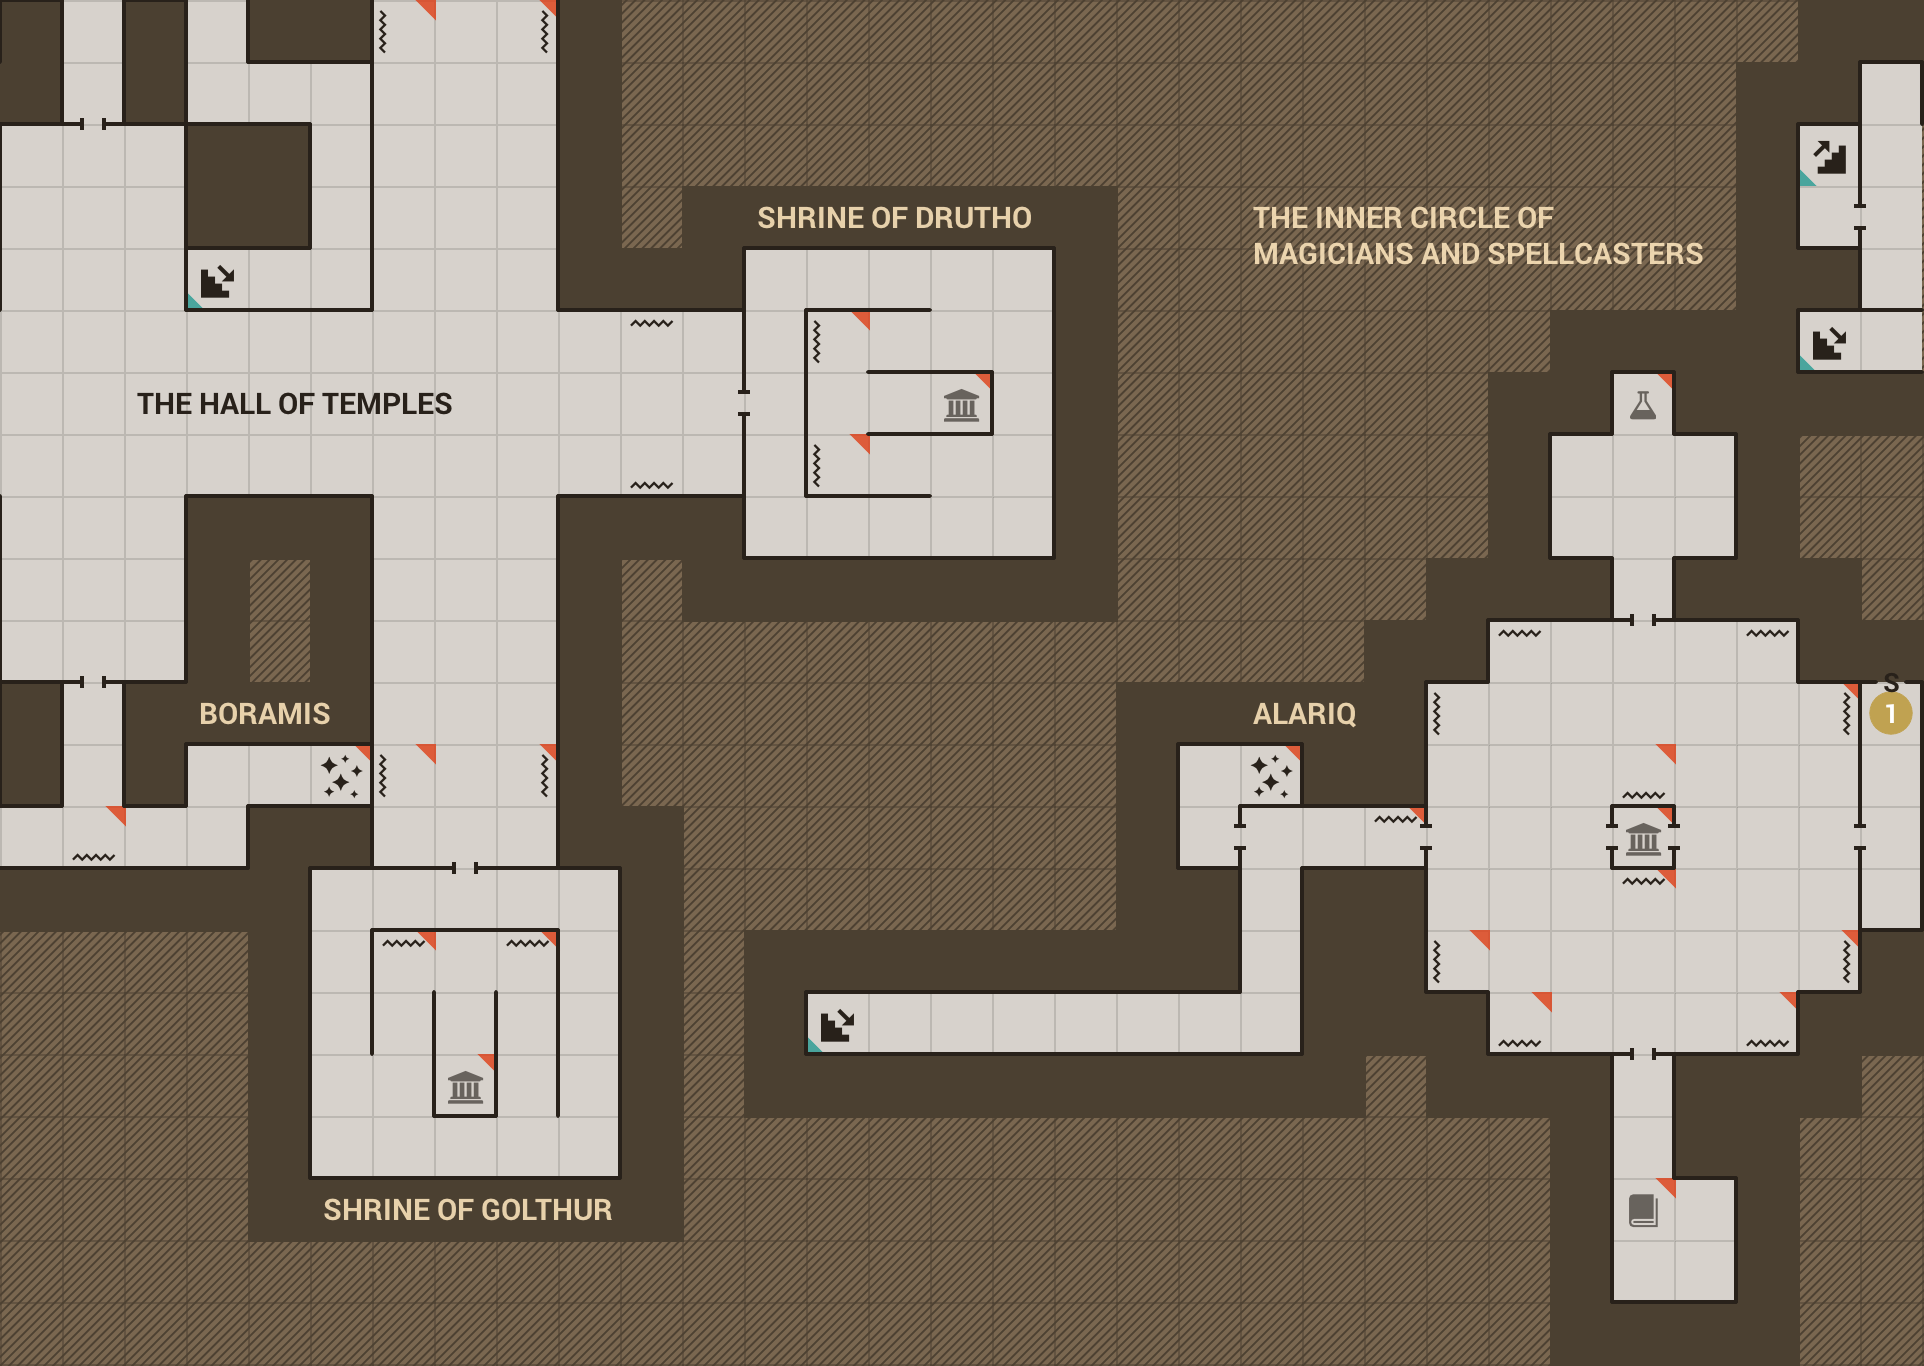 SHRINE OF DRUTHO
THE INNER CIRCLE OF
MAGICIANS AND SPELLCASTERS
THE HALL OF TEMPLES
S
1
BORAMIS
ALARIQ
SHRINE OF GOLTHUR